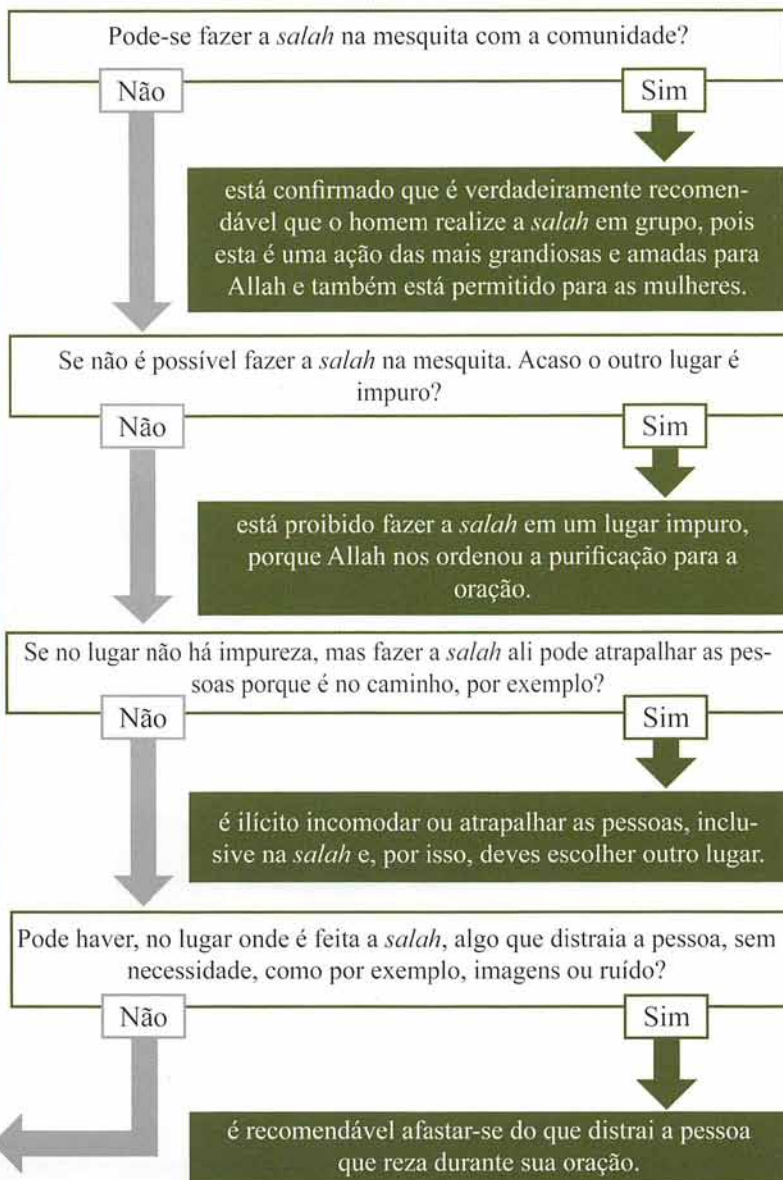 Pode-se fazer a salah na mesquita com a comunidade?
Não
Sim
está confirmado que é verdadeiramente recomen-
dável que o homem realize a salah em grupo, pois
esta é uma ação das mais grandiosas e amadas para
Allah e também está permitido para as mulheres.
Se não é possível fazer a salah na mesquita. Acaso o outro lugar é
impuro?
Não
Sim
está proibido fazer a salah em um lugar impuro,
porque Allah nos ordenou a purificação para a
oração.
Se no lugar não há impureza, mas fazer a salah ali pode atrapalhar as pes-
soas porque é no caminho, por exemplo?
Não
Sim
é ilícito incomodar ou atrapalhar as pessoas, inclu-
sive na salah e, por isso, deves escolher outro lugar.
Pode haver, no lugar onde é feita a salah, algo que distraia a pessoa, sem
necessidade, como por exemplo, imagens ou ruído?
Não
Sim
é recomendável afastar-se do que distrai a pessoa
que reza durante sua oração.